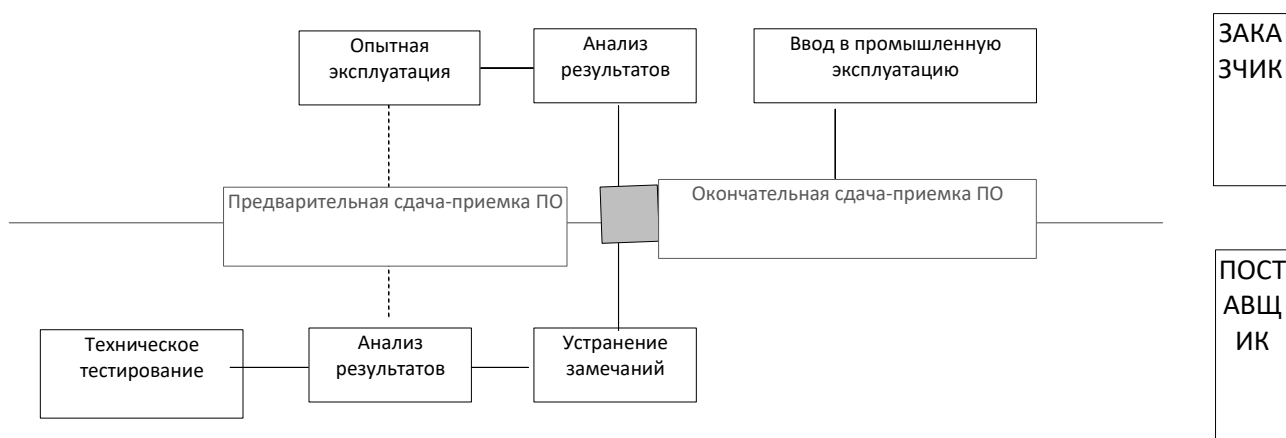 Опытная
эксплуатация
Анализ
результатов
Ввод в промышленную
эксплуатацию
ЗАКА
ЗЧИК
Предварительная сдача-приемка ПО
Окончательная сдача-приемка ПО
ПОСТ
АВЩ
ИК
Техническое
тестирование
Анализ
результатов
Устранение
замечаний